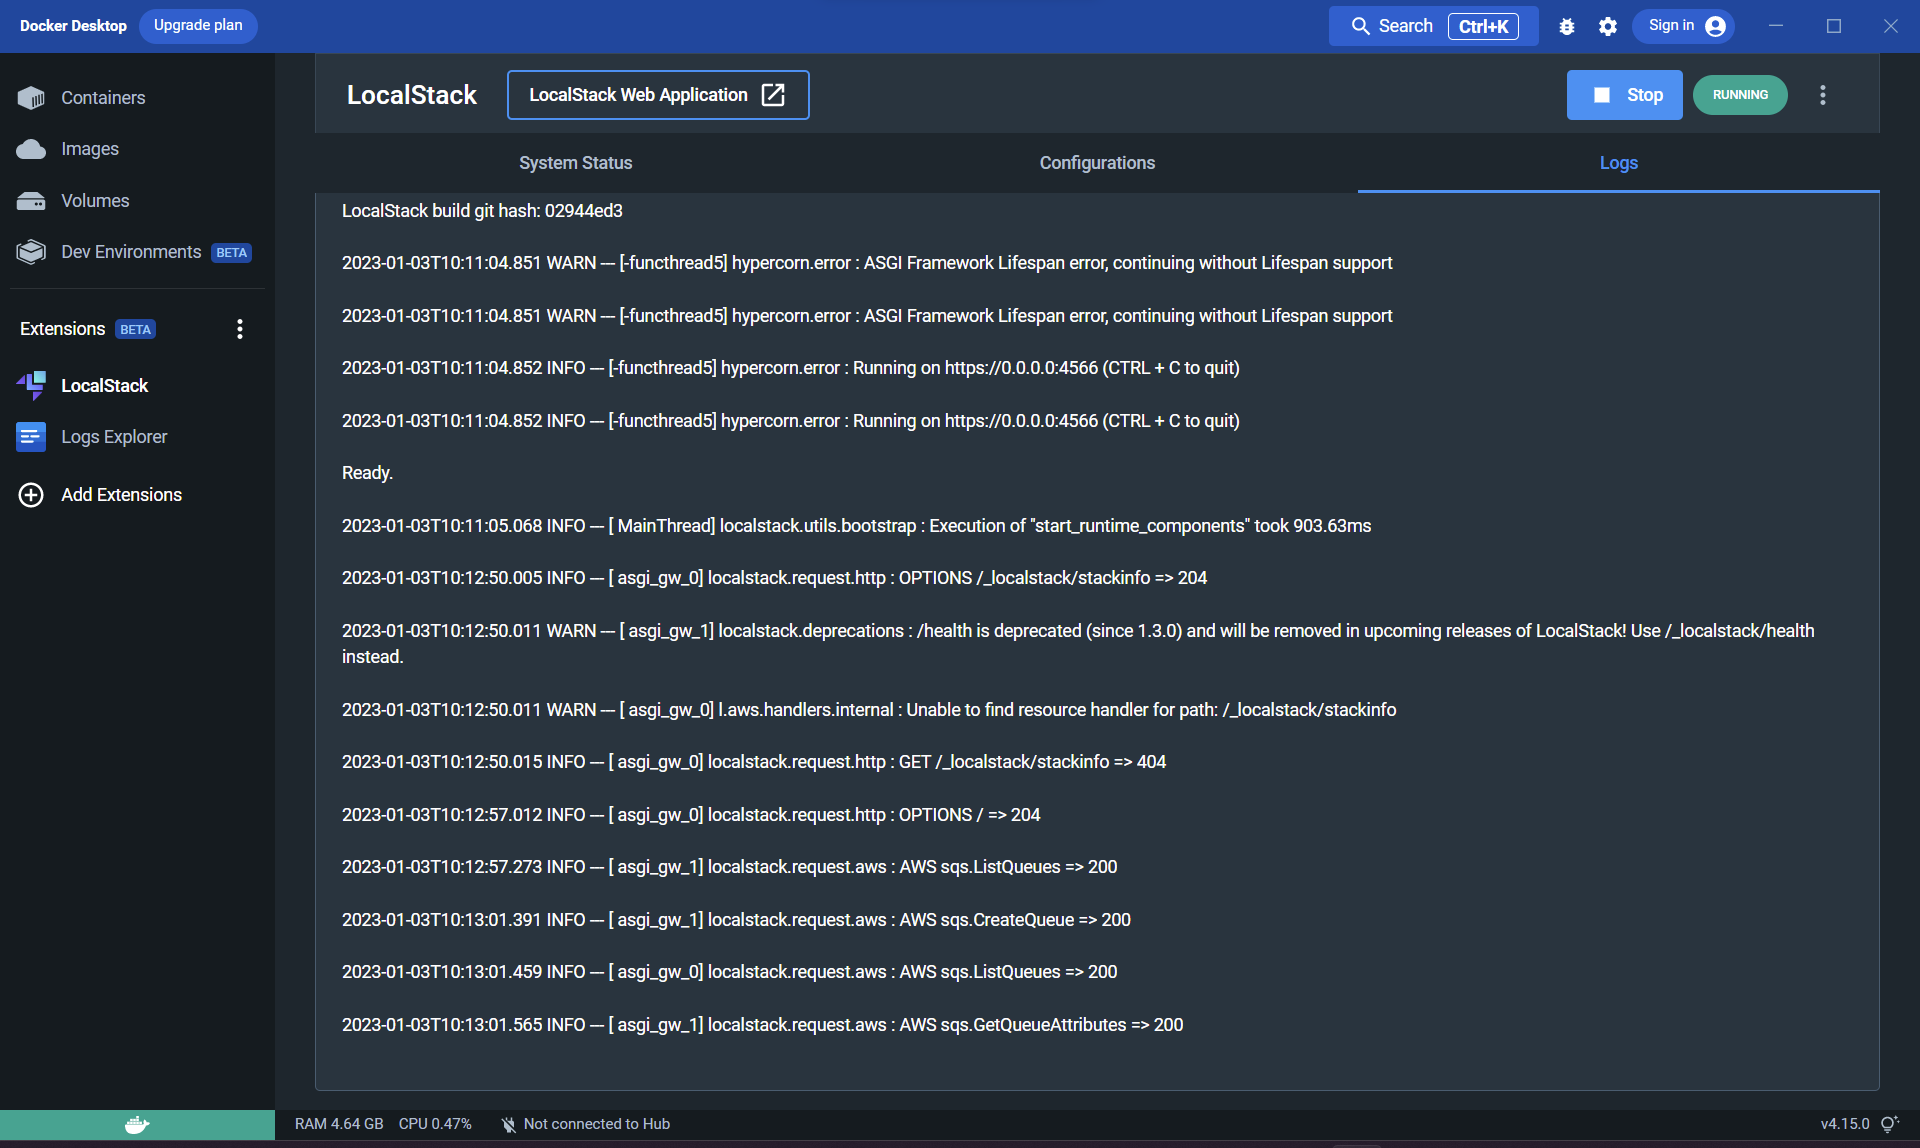 Docker Desktop
Upgrade plan
Search
Ctrl+K
Sign in
Containers
Images
Volumes
Dev Environments
BETA
Extensions
BETA
LocalStack
Logs Explorer
Add Extensions
LocalStack
LocalStack Web Application
Stop
RUNNING
System Status
Configurations
Logs
LocalStack build git hash: 02944ed3
2023-01-03T10:11:04.851 WARN --- [-functhread5] hypercorn.error : ASGI Framework Lifespan error, continuing without Lifespan support
2023-01-03T10:11:04.851 WARN --- [-functhread5] hypercorn.error : ASGI Framework Lifespan error, continuing without Lifespan support
2023-01-03T10:11:04.852 INFO --- [-functhread5] hypercorn.error : Running on https://0.0.0.0:4566 (CTRL + C to quit)
2023-01-03T10:11:04.852 INFO --- [-functhread5] hypercorn.error : Running on https://0.0.0.0:4566 (CTRL + C to quit)
Ready.
2023-01-03T10:11:05.068 INFO --- [ MainThread] localstack.utils.bootstrap : Execution of "start_runtime_components" took 903.63ms
2023-01-03T10:12:50.005 INFO --- [ asgi_gw_0] localstack.request.http : OPTIONS /_localstack/stackinfo => 204
2023-01-03T10:12:50.011 WARN --- [ asgi_gw_1] localstack.deprecations : /health is deprecated (since 1.3.0) and will be removed in upcoming releases of LocalStack! Use /_localstack/health
instead.
2023-01-03T10:12:50.011 WARN --- [ asgi_gw_0] l.aws.handlers.internal : Unable to find resource handler for path: /_localstack/stackinfo
2023-01-03T10:12:50.015 INFO --- [ asgi_gw_0] localstack.request.http : GET /_localstack/stackinfo => 404
2023-01-03T10:12:57.012 INFO --- [ asgi_gw_0] localstack.request.http : OPTIONS / => 204
2023-01-03T10:12:57.273 INFO --- [ asgi_gw_1] localstack.request.aws : AWS sqs.ListQueues => 200
2023-01-03T10:13:01.391 INFO --- [ asgi_gw_1] localstack.request.aws : AWS sqs.CreateQueue => 200
2023-01-03T10:13:01.459 INFO --- [ asgi_gw_0] localstack.request.aws : AWS sqs.ListQueues => 200
2023-01-03T10:13:01.565 INFO --- [ asgi_gw_1] localstack.request.aws : AWS sqs.GetQueueAttributes => 200
RAM 4.64 GB
CPU 0.47%
Not connected to Hub
v4.15.0